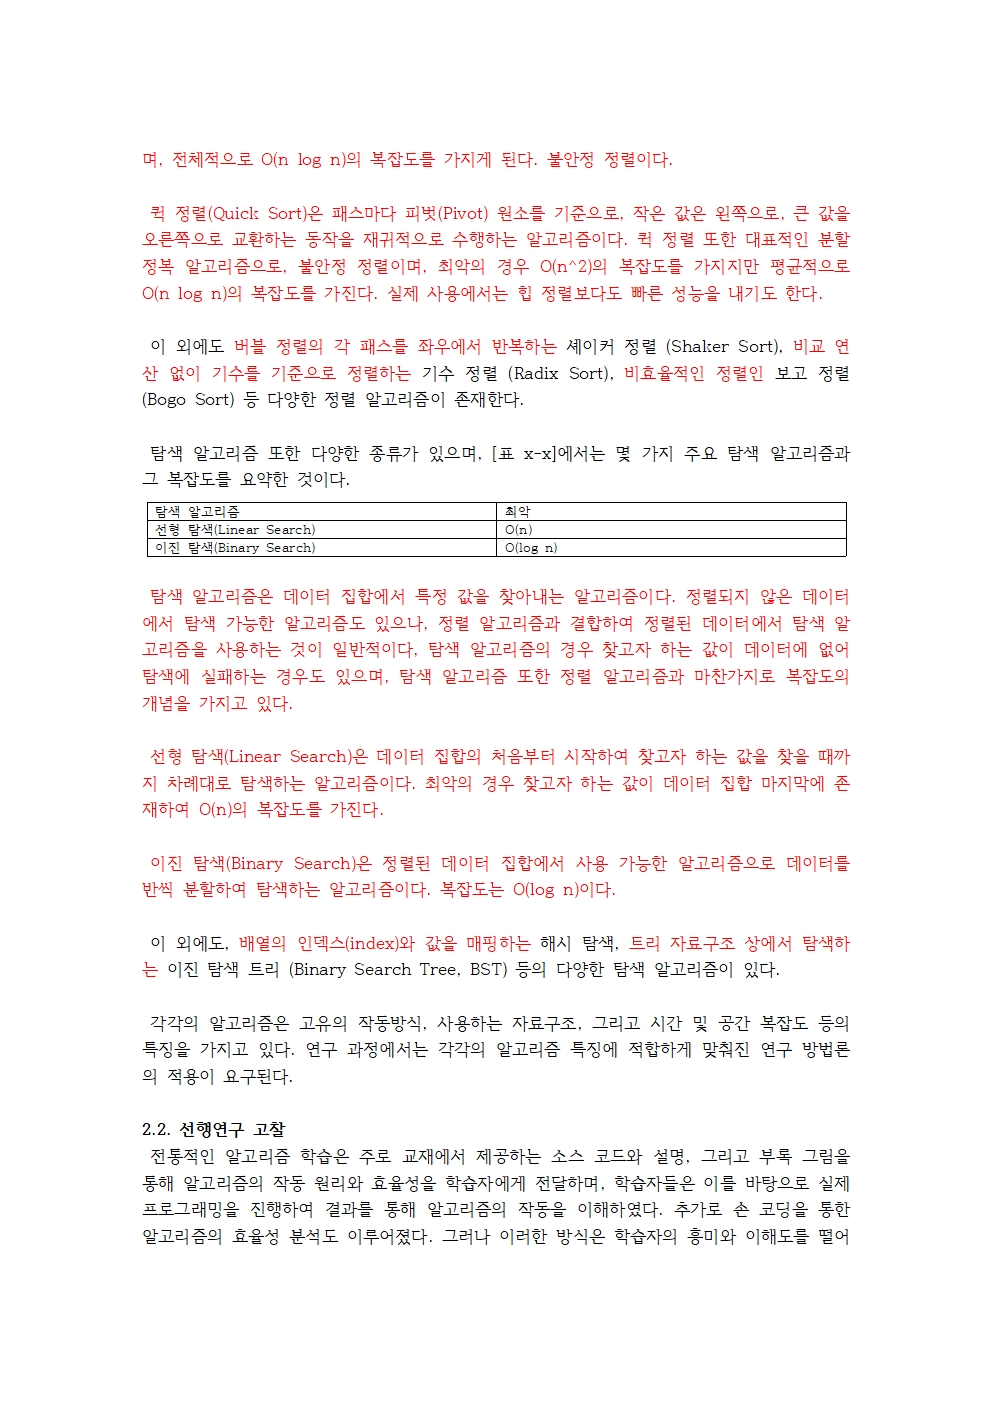 며, 전체적으로 O(n log n)의 복잡도를 가지게 된다. 불안정 정렬이다.
퀵 정렬(Quick Sort)은 패스마다 피벗(Pivot) 원소를 기준으로, 작은 값은 왼쪽으로, 큰 값을
오른쪽으로 교환하는 동작을 재귀적으로 수행하는 알고리즘이다. 퀵 정렬 또한 대표적인 분할
정복 알고리즘으로, 불안정 정렬이며, 최악의 경우 O(n^2)의 복잡도를 가지지만 평균적으로
O(n log n)의 복잡도를 가진다. 실제 사용에서는 힙 정렬보다도 빠른 성능을 내기도 한다.
이 외에도 버블 정렬의 각 패스를 좌우에서 반복하는 셰이커 정렬 (Shaker Sort), 비교 연
산 없이 기수를 기준으로 정렬하는 기수 정렬 (Radix Sort), 비효율적인 정렬인 보고 정렬
(Bogo Sort) 등 다양한 정렬 알고리즘이 존재한다.
탐색 알고리즘 또한 다양한 종류가 있으며, [표 x-x]에서는 몇 가지 주요 탐색 알고리즘과
그 복잡도를 요약한 것이다.
탐색 알고리즘 최악
선형 탐색(Linear Search) O(n)
이진 탐색(Binary Search) O(log n)
탐색 알고리즘은 데이터 집합에서 특정 값을 찾아내는 알고리즘이다. 정렬되지 않은 데이터
에서 탐색 가능한 알고리즘도 있으나, 정렬 알고리즘과 결합하여 정렬된 데이터에서 탐색 알
고리즘을 사용하는 것이 일반적이다, 탐색 알고리즘의 경우 찾고자 하는 값이 데이터에 없어
탐색에 실패하는 경우도 있으며, 탐색 알고리즘 또한 정렬 알고리즘과 마찬가지로 복잡도의
개념을 가지고 있다.
선형 탐색(Linear Search)은 데이터 집합의 처음부터 시작하여 찾고자 하는 값을 찾을 때까
지 차례대로 탐색하는 알고리즘이다. 최악의 경우 찾고자 하는 값이 데이터 집합 마지막에 존
재하여 O(n)의 복잡도를 가진다.
이진 탐색(Binary Search)은 정렬된 데이터 집합에서 사용 가능한 알고리즘으로 데이터를
반씩 분할하여 탐색하는 알고리즘이다. 복잡도는 O(log n)이다.
이 외에도, 배열의 인덱스(index)와 값을 매핑하는 해시 탐색, 트리 자료구조 상에서 탐색하
는 이진 탐색 트리 (Binary Search Tree, BST) 등의 다양한 탐색 알고리즘이 있다.
각각의 알고리즘은 고유의 작동방식, 사용하는 자료구조, 그리고 시간 및 공간 복잡도 등의
특징을 가지고 있다. 연구 과정에서는 각각의 알고리즘 특징에 적합하게 맞춰진 연구 방법론
의 적용이 요구된다.
2.2. 선행연구 고찰
전통적인 알고리즘 학습은 주로 교재에서 제공하는 소스 코드와 설명, 그리고 부록 그림을
통해 알고리즘의 작동 원리와 효율성을 학습자에게 전달하며, 학습자들은 이를 바탕으로 실제
프로그래밍을 진행하여 결과를 통해 알고리즘의 작동을 이해하였다. 추가로 손 코딩을 통한
알고리즘의 효율성 분석도 이루어졌다. 그러나 이러한 방식은 학습자의 흥미와 이해도를 떨어